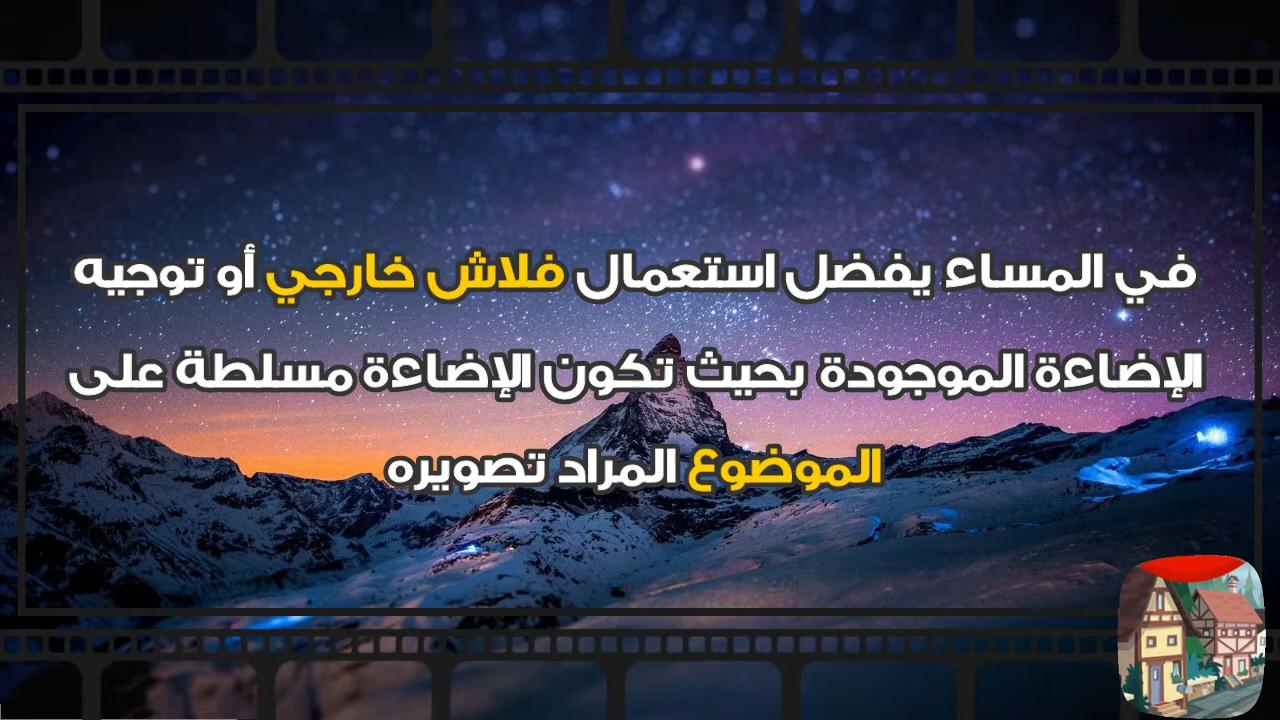 في المساء يفضل استعمال فلاش خارجي أو توجيه
الإضاءة الموجودة بحيث تكون الإضاءة مسلطة على
الموضوع المراد تصويره